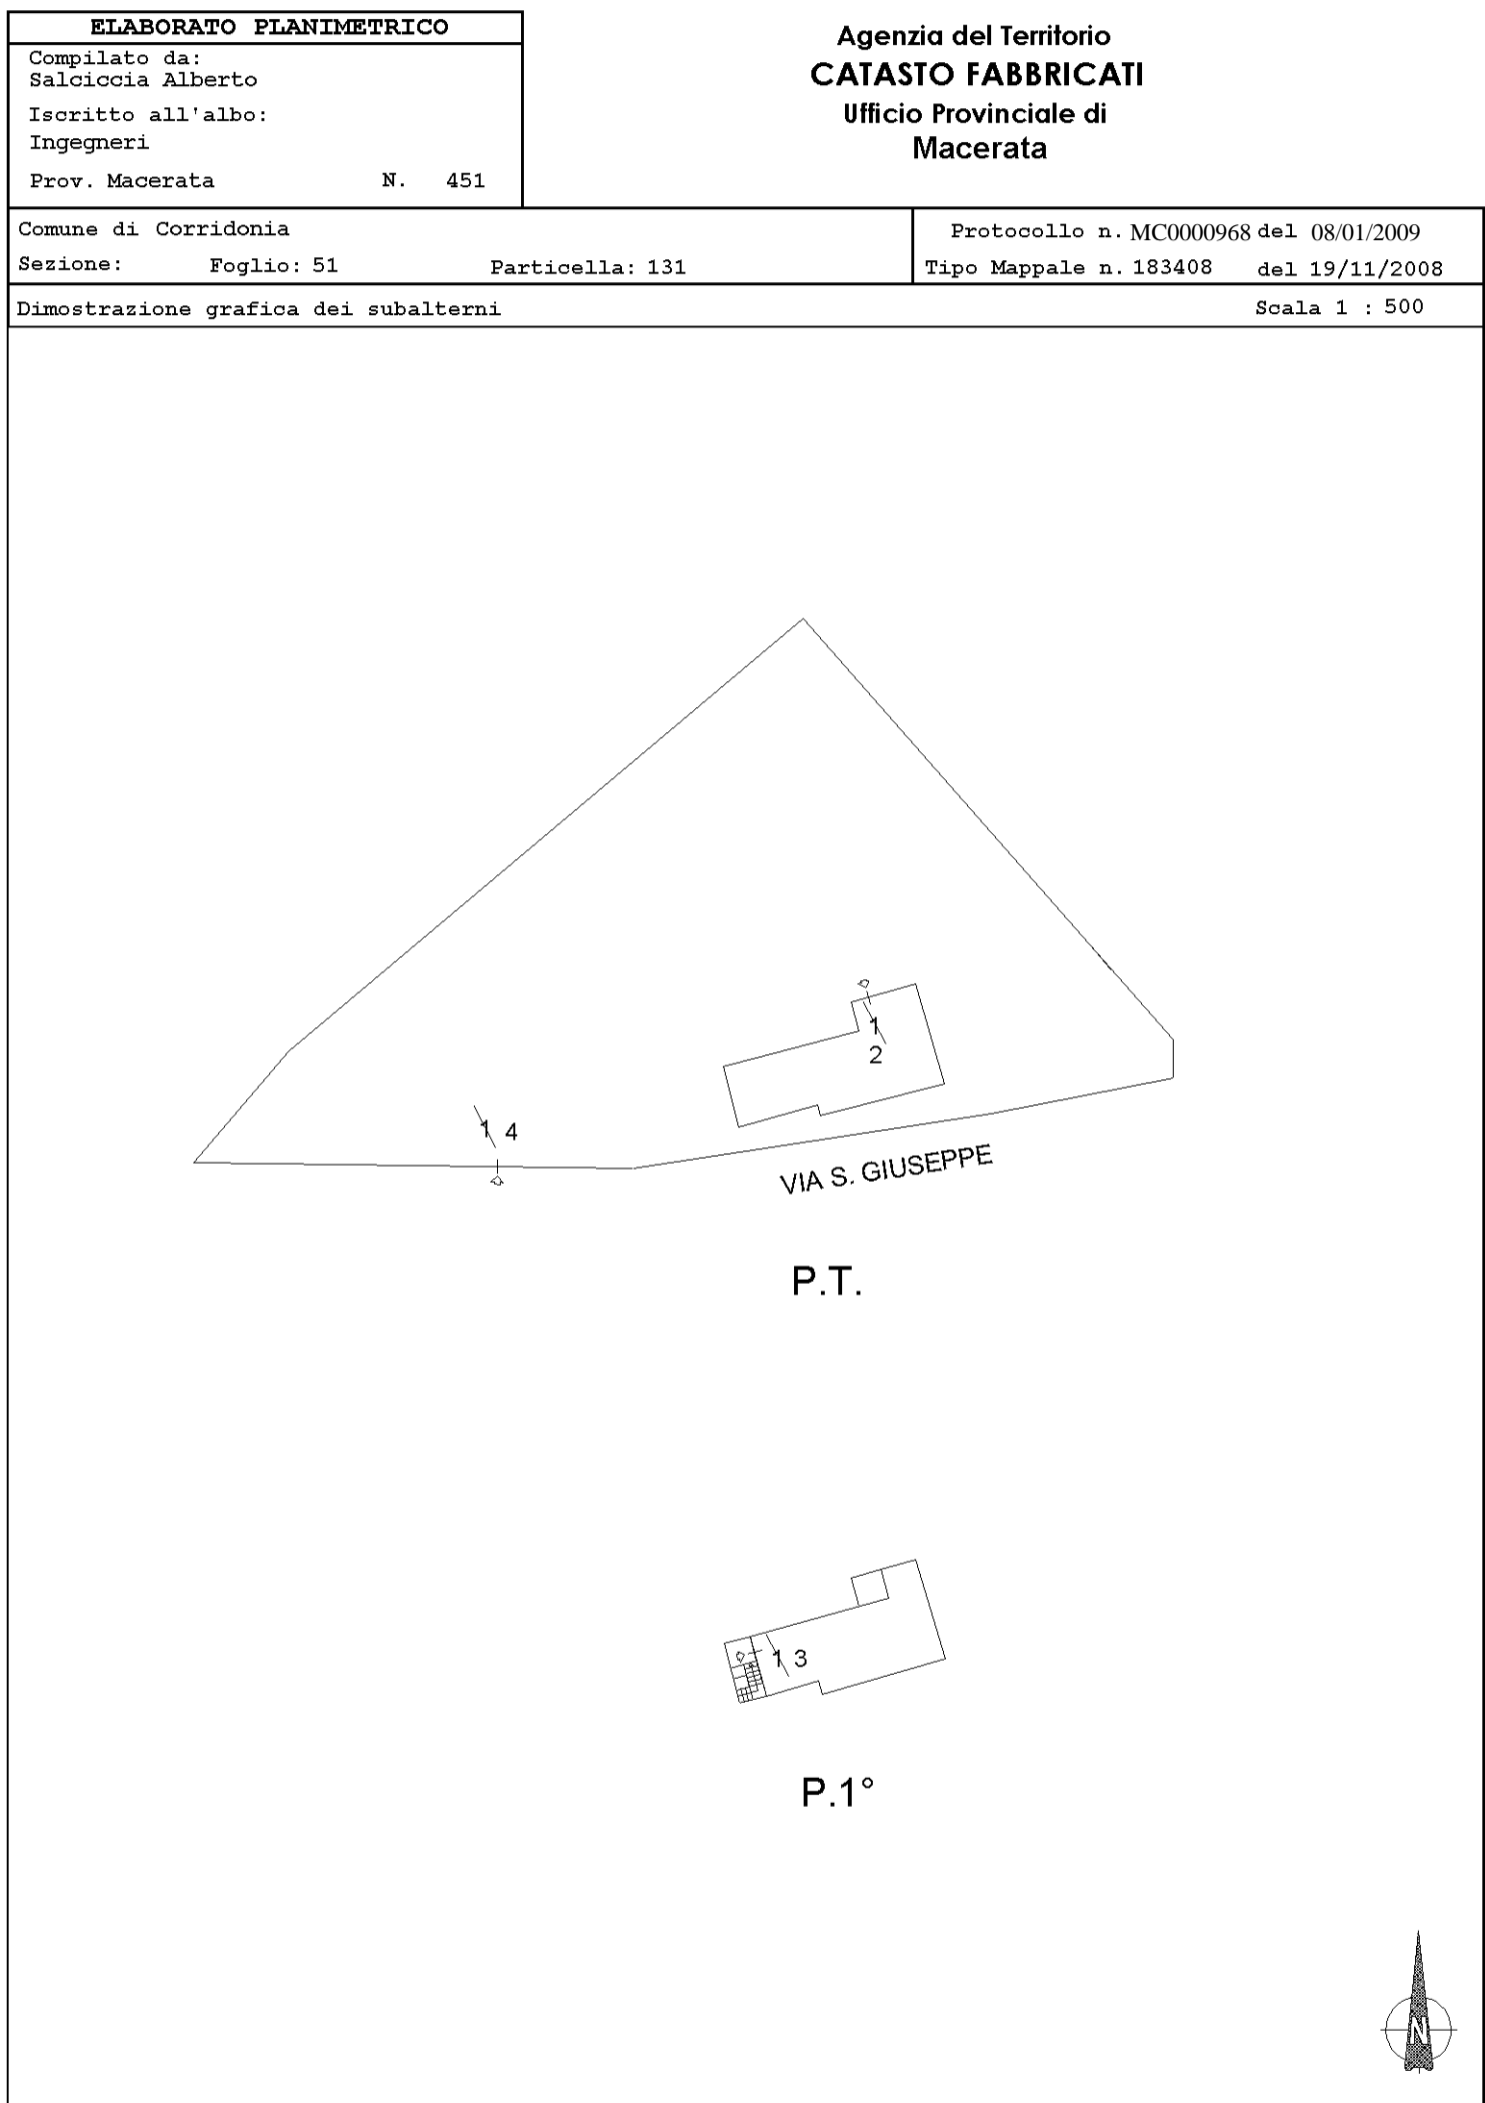 ELABORATO PLANIMETRICO
Compilato da:
Salciccia Alberto
Iscritto all'albo:
Ingegneri
Prov. Macerata N. 451
Agenzia del Territorio
CATASTO FABBRICATI
Ufficio Provinciale di
Macerata
Comune di Corridonia
Sezione: Foglio: 51 Particella: 131
Protocollo n. MC0000968 del 08/01/2009
Tipo Mappale n. 183408 del 19/11/2008
Dimostrazione grafica dei subalterni Scala 1 : 500
1
2
1 4
VIA S. GIUSEPPE
P.T.
1 3
P.1°
N